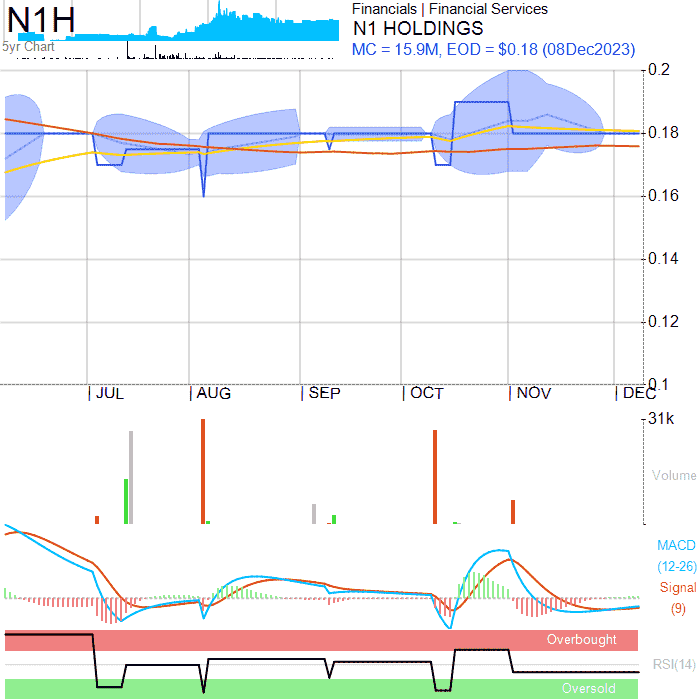 N1H
5yr Chart
Financials | Financial Services
N1 HOLDINGS
MC = 15.9M, EOD = $0.18 (08Dec2023)
0.2
0.18
0.16
0.14
0.12
0.1
JUL AUG SEP OCT NOV DEC
31k
Volume
MACD
(12-26)
Signal
(9)
Overbought
RSI(14)
Oversold